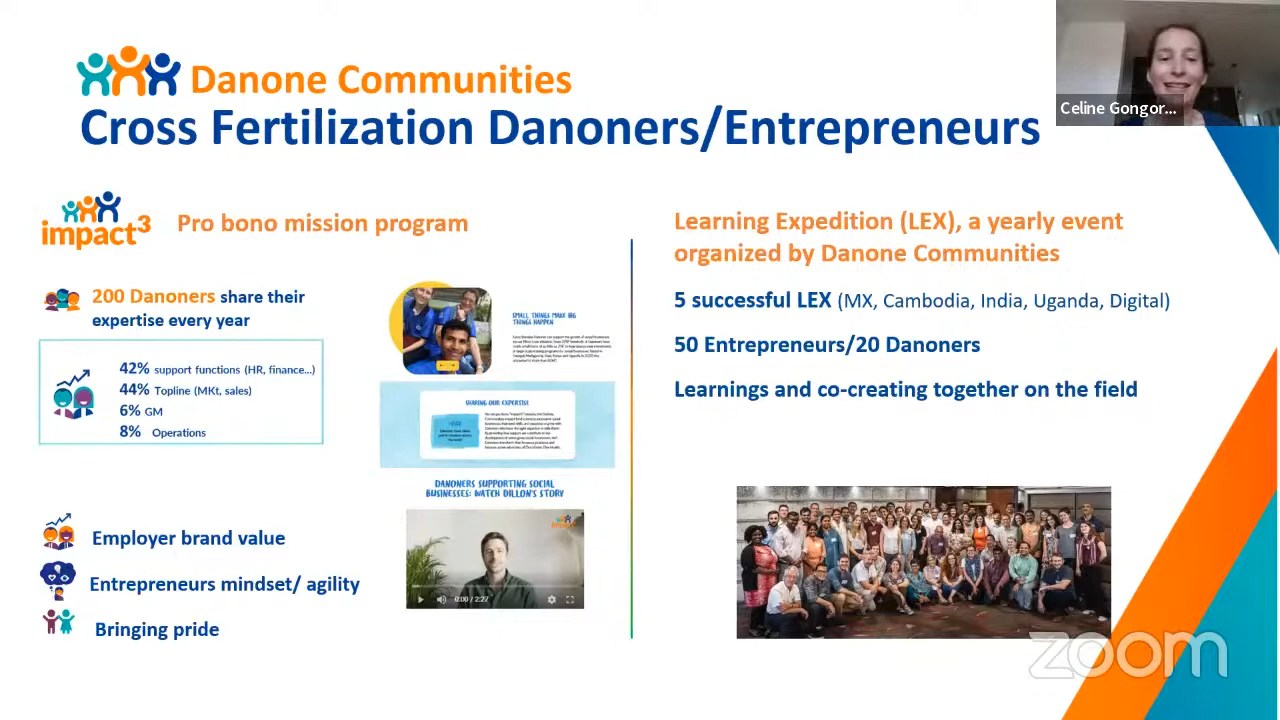 Danone Communities
Cross Fertilization Danoners/Entrepreneurs
Celine Gongor...
impact³
Pro bono mission program
200 Danoners share their
expertise every year
42% support functions (HR, finance...)
44% Topline (MKt, sales)
6% GM
8% Operations
SMALL THINGS MAKE BIG
THINGS HAPPEN
SHARING OUR EXPERTISE
DANONERS SUPPORTING SOCIAL
BUSINESSES: WATCH DILLON'S STORY
0:00 / 2:27
Employer brand value
Entrepreneurs mindset/ agility
Bringing pride
Learning Expedition (LEX), a yearly event
organized by Danone Communities
5 successful LEX (MX, Cambodia, India, Uganda, Digital)
50 Entrepreneurs/20 Danoners
Learnings and co-creating together on the field
zoom